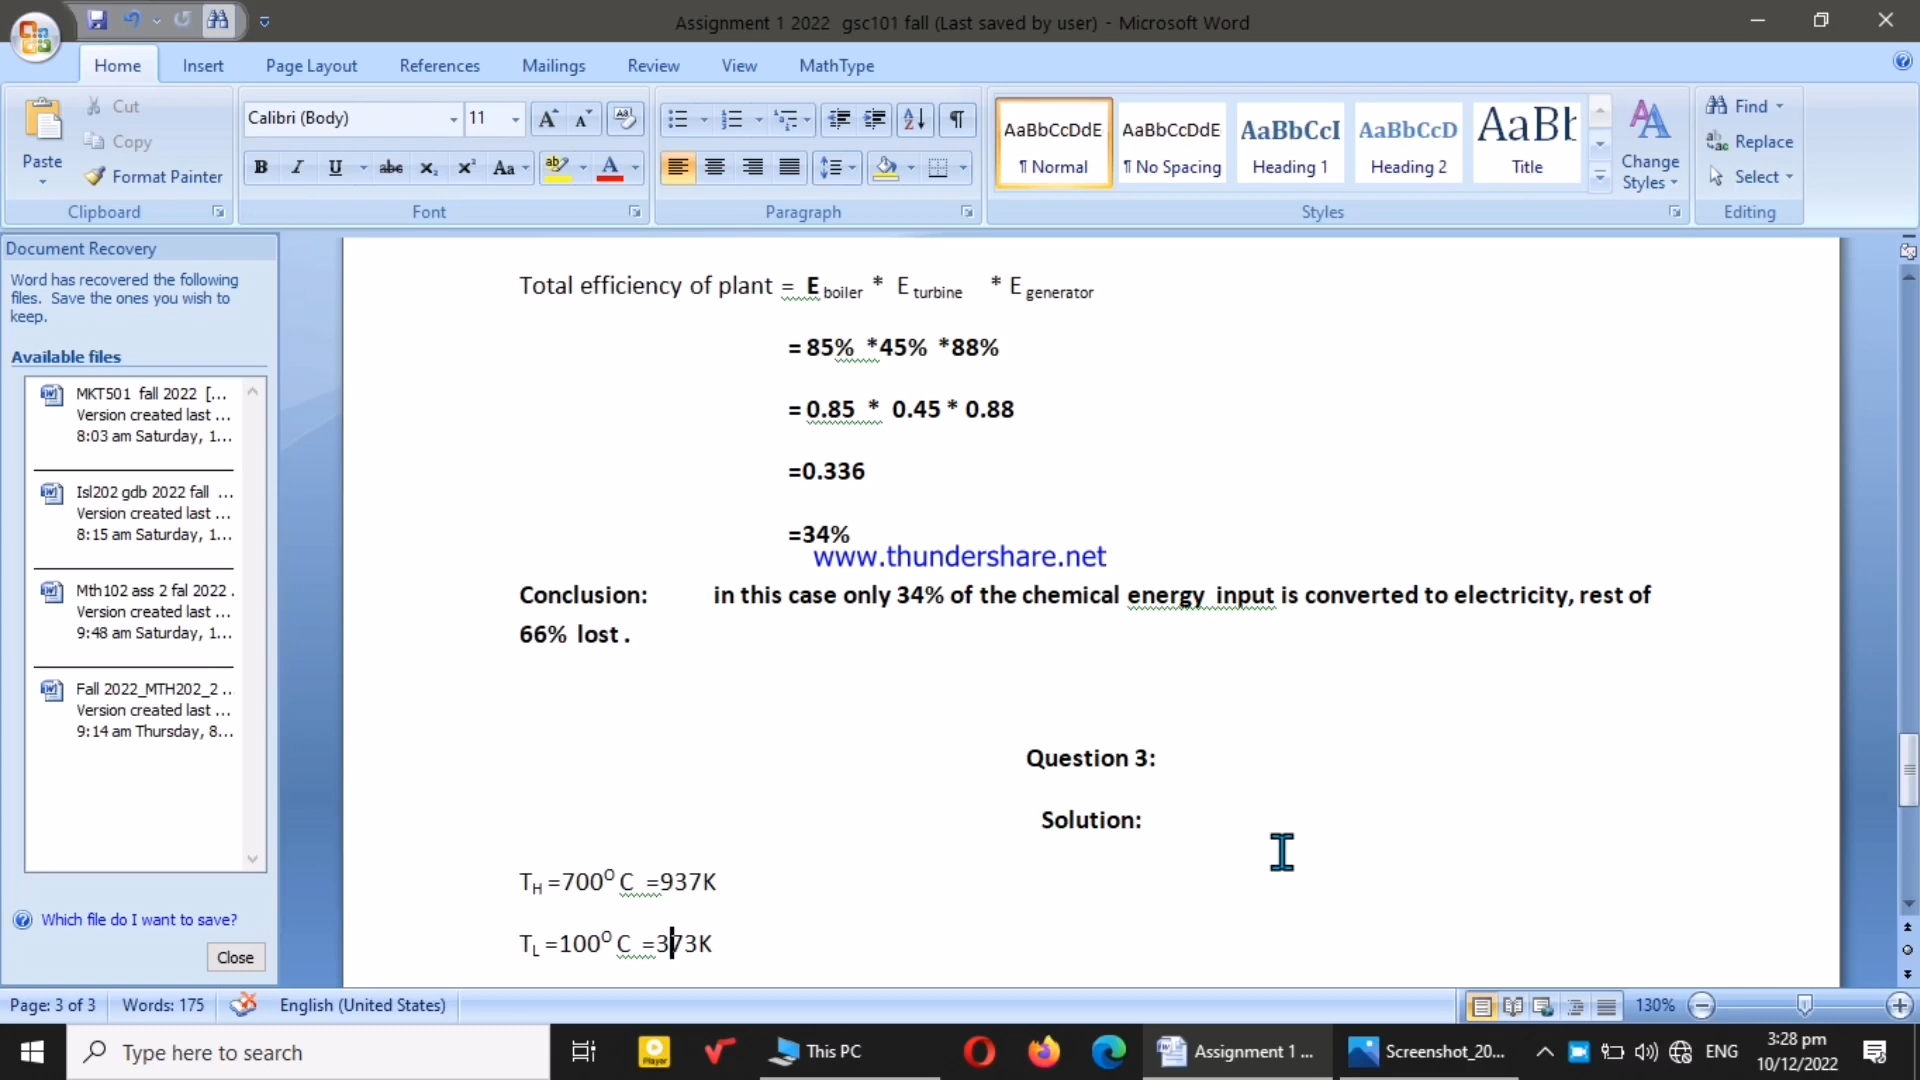 Assignment 1 2022 gsc101 fall (Last saved by user) - Microsoft Word
Home Insert Page Layout References Mailings Review View MathType
Paste
Cut
Copy
Format Painter
Clipboard
Calibri (Body) 11
Font
Paragraph
AaBbCcDdE AaBbCcDdE AaBbCcI AaBbCcD AaBb
¶ Normal ¶ No Spacing Heading 1 Heading 2 Title
Change Styles
Styles
Find
Replace
Select
Editing
Document Recovery
Word has recovered the following
files. Save the ones you wish to
keep.
Available files
MKT501 fall 2022 [...
Version created last ...
8:03 am Saturday, 1...
Isl202 gdb 2022 fall ...
Version created last ...
8:15 am Saturday, 1...
Mth102 ass 2 fal 2022 .
Version created last ...
9:48 am Saturday, 1...
Fall 2022_MTH202_2 ...
Version created last ...
9:14 am Thursday, 8...
Which file do I want to save?
Close
Total efficiency of plant = E boiler * E turbine * E generator
= 85% *45% *88%
= 0.85 * 0.45 * 0.88
=0.336
=34%
www.thundershare.net
Conclusion: in this case only 34% of the chemical energy input is converted to electricity, rest of
66% lost .
Question 3:
Solution:
TH =700O C =937K
TL =100O C =373K
Page: 3 of 3 Words: 175 English (United States) 130%
Type here to search
Player
This PC
Assignment 1 ...
Screenshot_20...
ENG
3:28 pm
10/12/2022